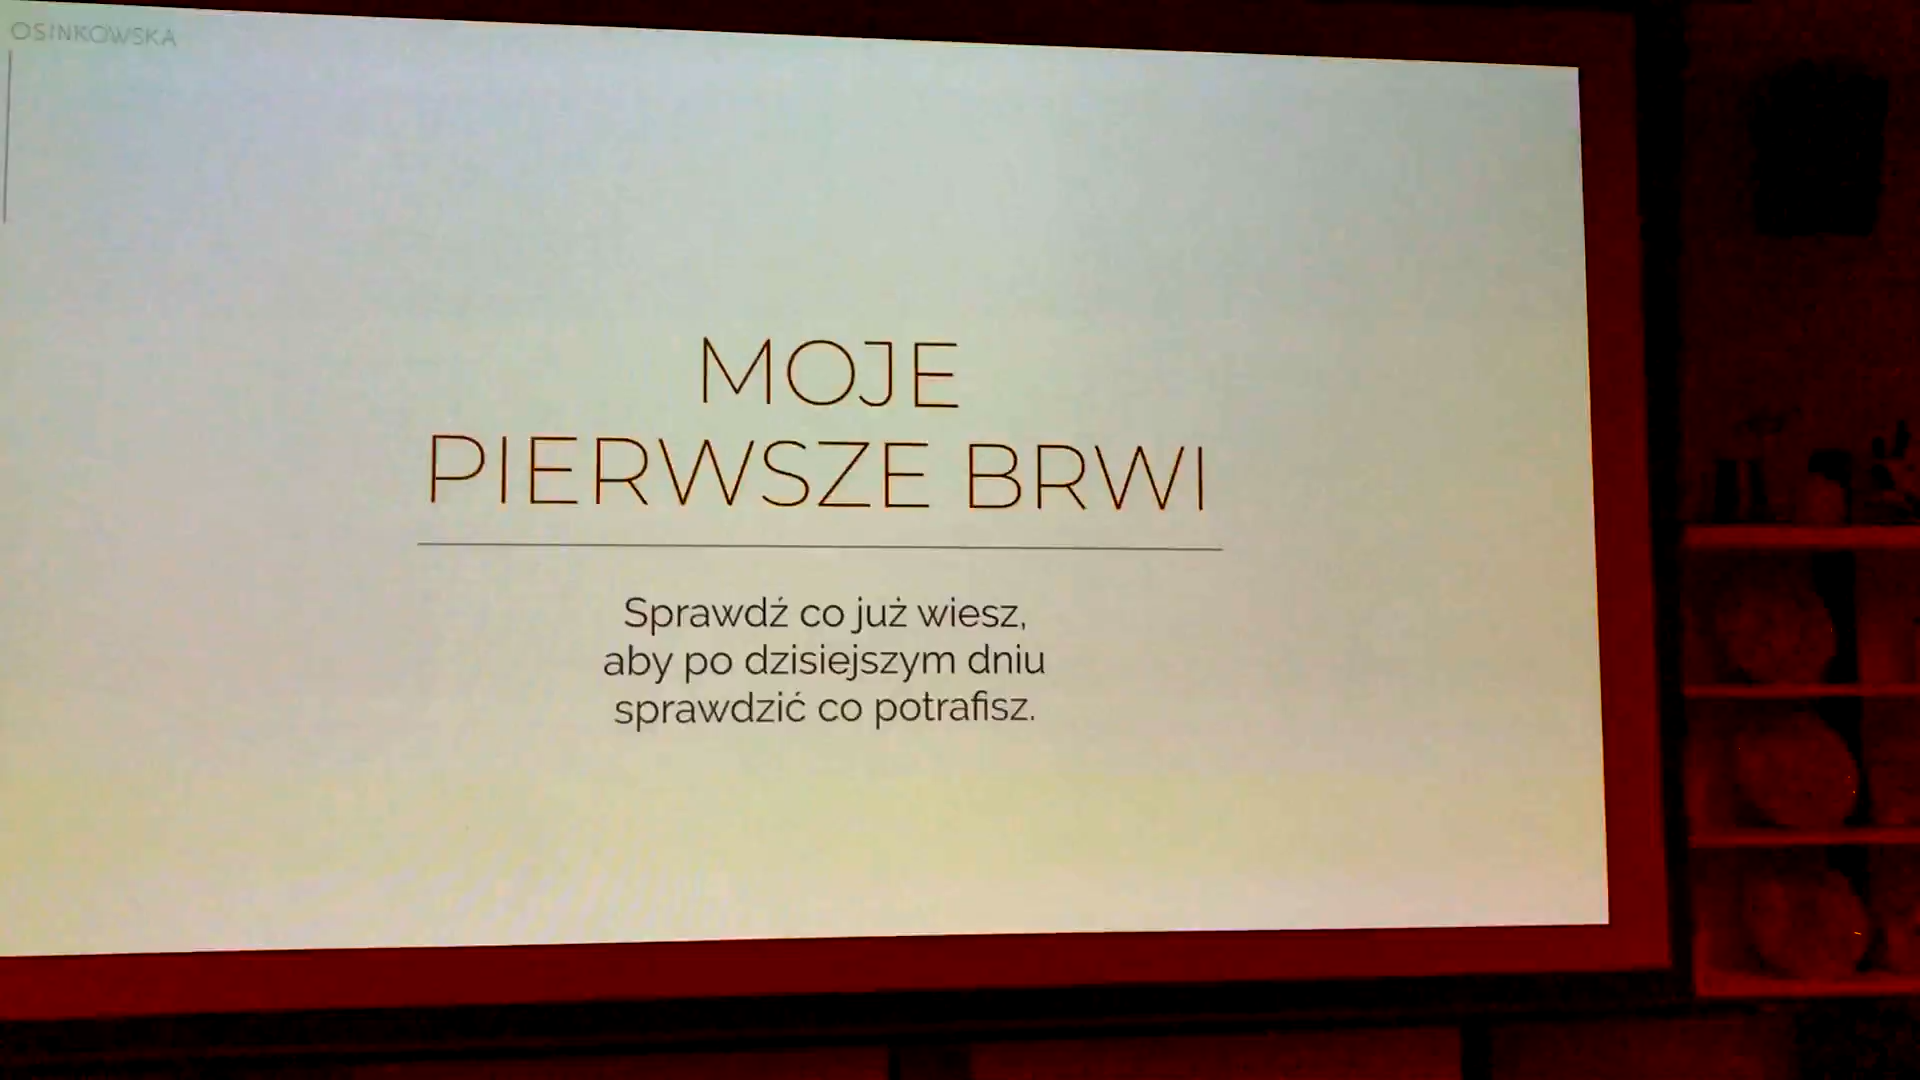 OSINKOWSKA
MOJE
PIERWSZE BRWI
Sprawdź co już wiesz,
aby po dzisiejszym dniu
sprawdzić co potrafisz.